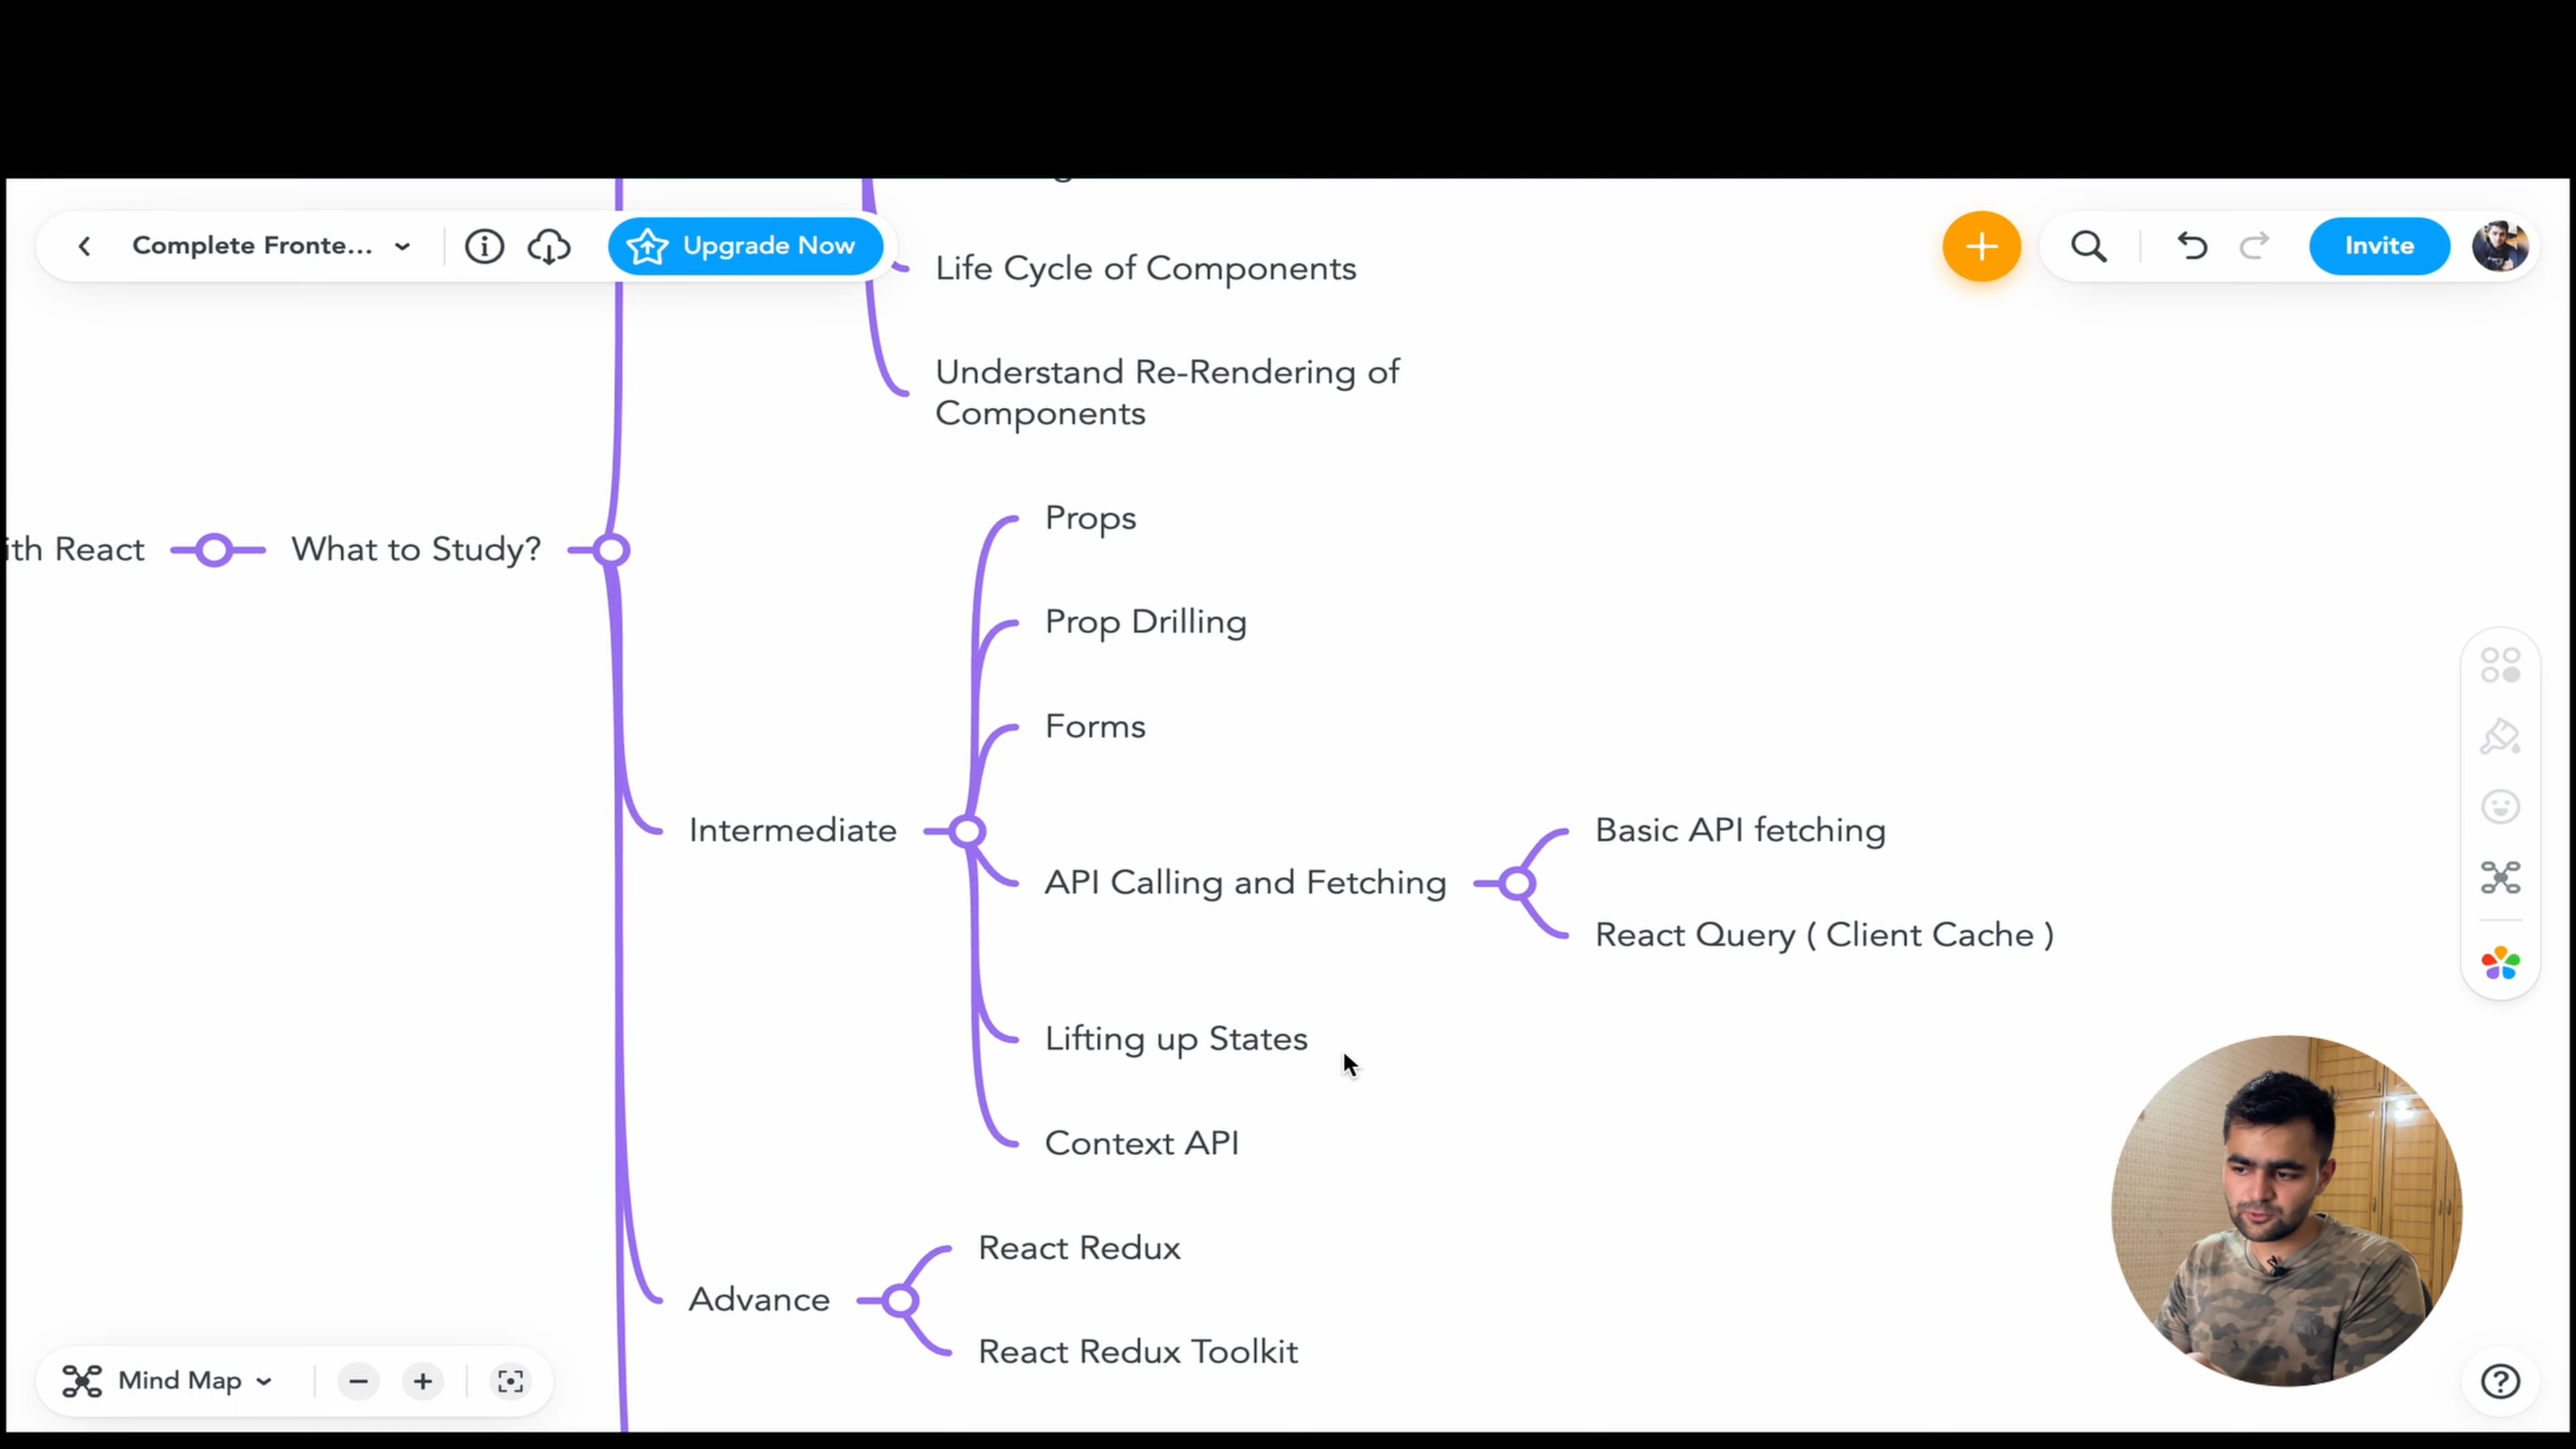 Complete Fronte...
Upgrade Now
Invite
Life Cycle of Components
Understand Re-Rendering of
Components
ith React
What to Study?
Props
Prop Drilling
Forms
Intermediate
API Calling and Fetching
Basic API fetching
React Query ( Client Cache )
Lifting up States
Context API
Advance
React Redux
React Redux Toolkit
Mind Map